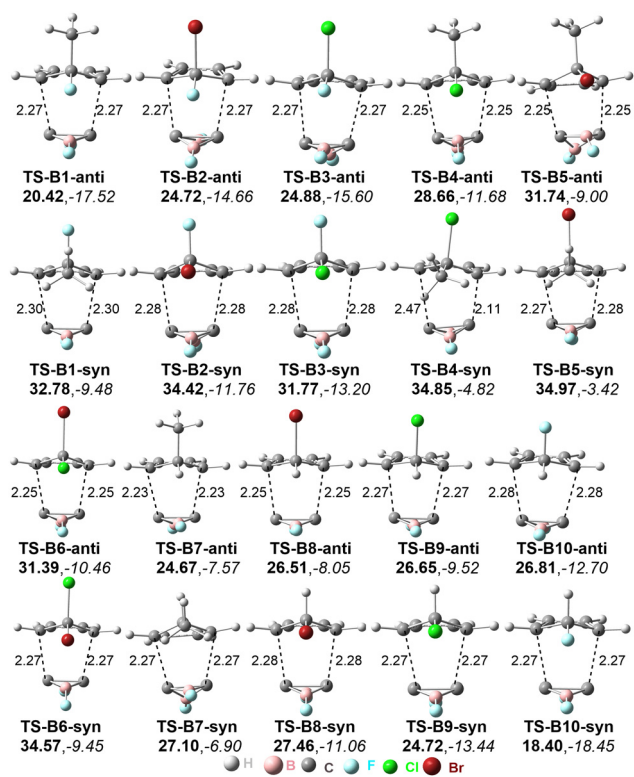 2.27 2.27 2.27 2.27 2.27 2.27 2.25 2.25 2.25 2.25
TS-B1-anti TS-B2-anti TS-B3-anti TS-B4-anti TS-B5-anti
20.42,-17.52 24.72,-14.66 24.88,-15.60 28.66,-11.68 31.74,-9.00
2.30 2.30 2.28 2.28 2.28 2.28 2.47 2.11 2.27 2.28
TS-B1-syn TS-B2-syn TS-B3-syn TS-B4-syn TS-B5-syn
32.78,-9.48 34.42,-11.76 31.77,-13.20 34.85,-4.82 34.97,-3.42
2.25 2.25 2.23 2.23 2.25 2.25 2.27 2.27 2.28 2.28
TS-B6-anti TS-B7-anti TS-B8-anti TS-B9-anti TS-B10-anti
31.39,-10.46 24.67,-7.57 26.51,-8.05 26.65,-9.52 26.81,-12.70
2.27 2.27 2.27 2.27 2.28 2.28 2.27 2.27 2.27 2.27
TS-B6-syn TS-B7-syn TS-B8-syn TS-B9-syn TS-B10-syn
34.57,-9.45 27.10,-6.90 27.46,-11.06 24.72,-13.44 18.40,-18.45
H B C F Cl Br